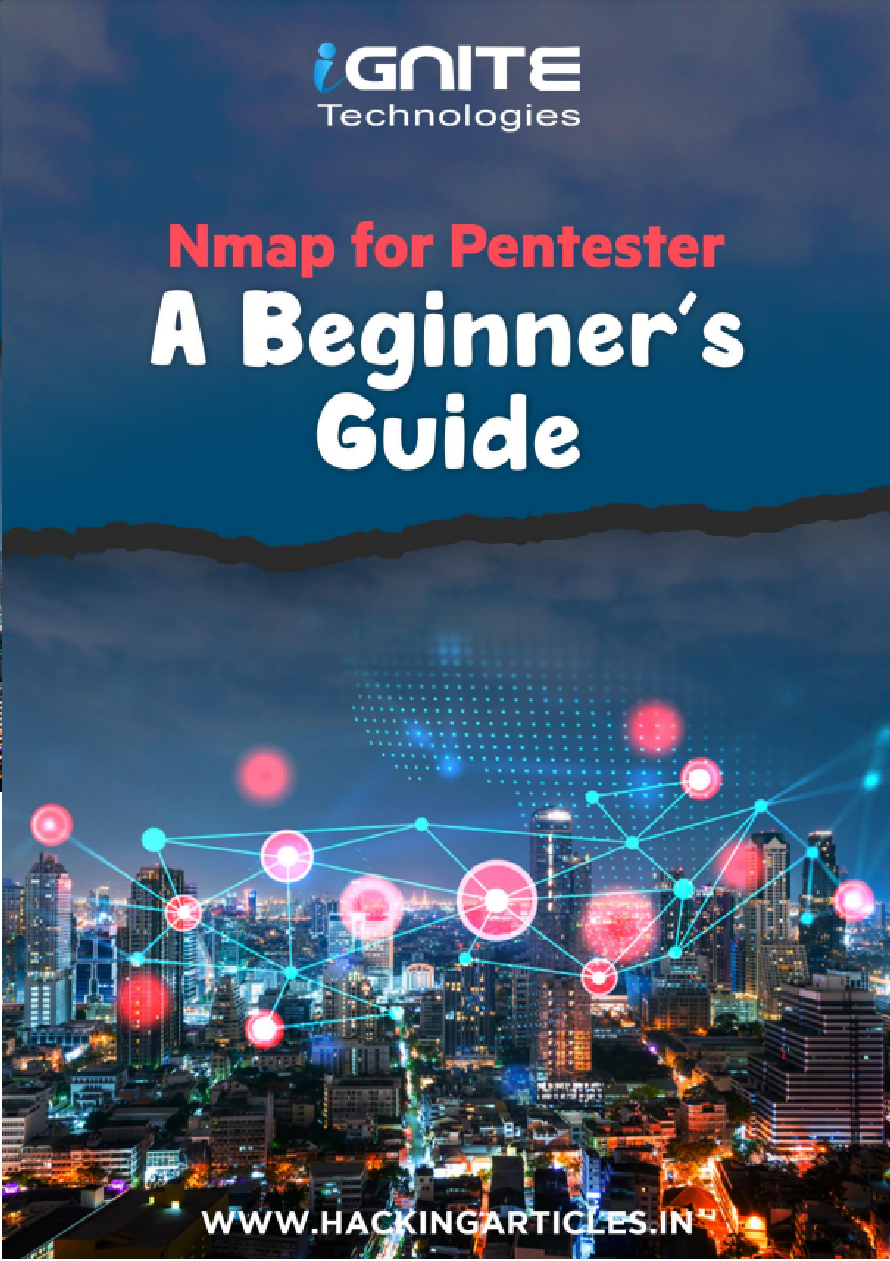 iGNITE
Technologies
Nmap for Pentester
A Beginner's
Guide
WWW.HACKINGARTICLES.IN